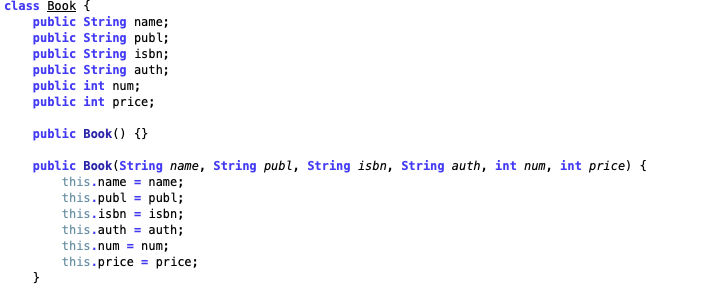 class Book {
    public String name;
    public String publ;
    public String isbn;
    public String auth;
    public int num;
    public int price;

    public Book() {}

    public Book(String name, String publ, String isbn, String auth, int num, int price) {
        this.name = name;
        this.publ = publ;
        this.isbn = isbn;
        this.auth = auth;
        this.num = num;
        this.price = price;
    }